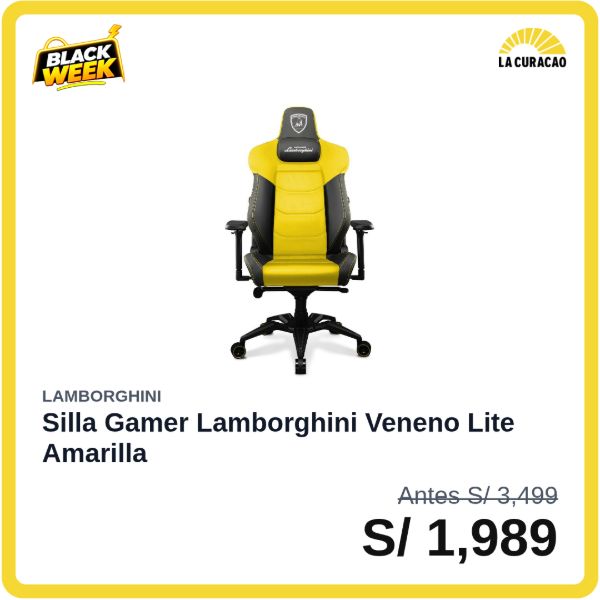 BLACK
WEEK
LA CURACAO
Lamborghini
LAMBORGHINI
Silla Gamer Lamborghini Veneno Lite
Amarilla
Antes S/ 3,499
S/ 1,989